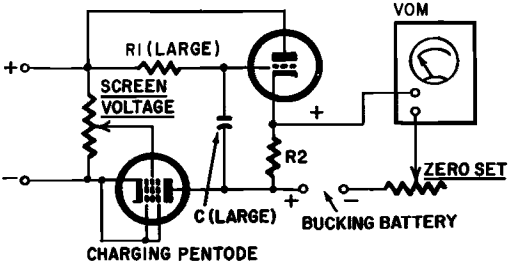 VOM
R1 (LARGE)
+
SCREEN
VOLTAGE
+
R2
−
ZERO SET
+
−
C (LARGE)
BUCKING BATTERY
CHARGING PENTODE